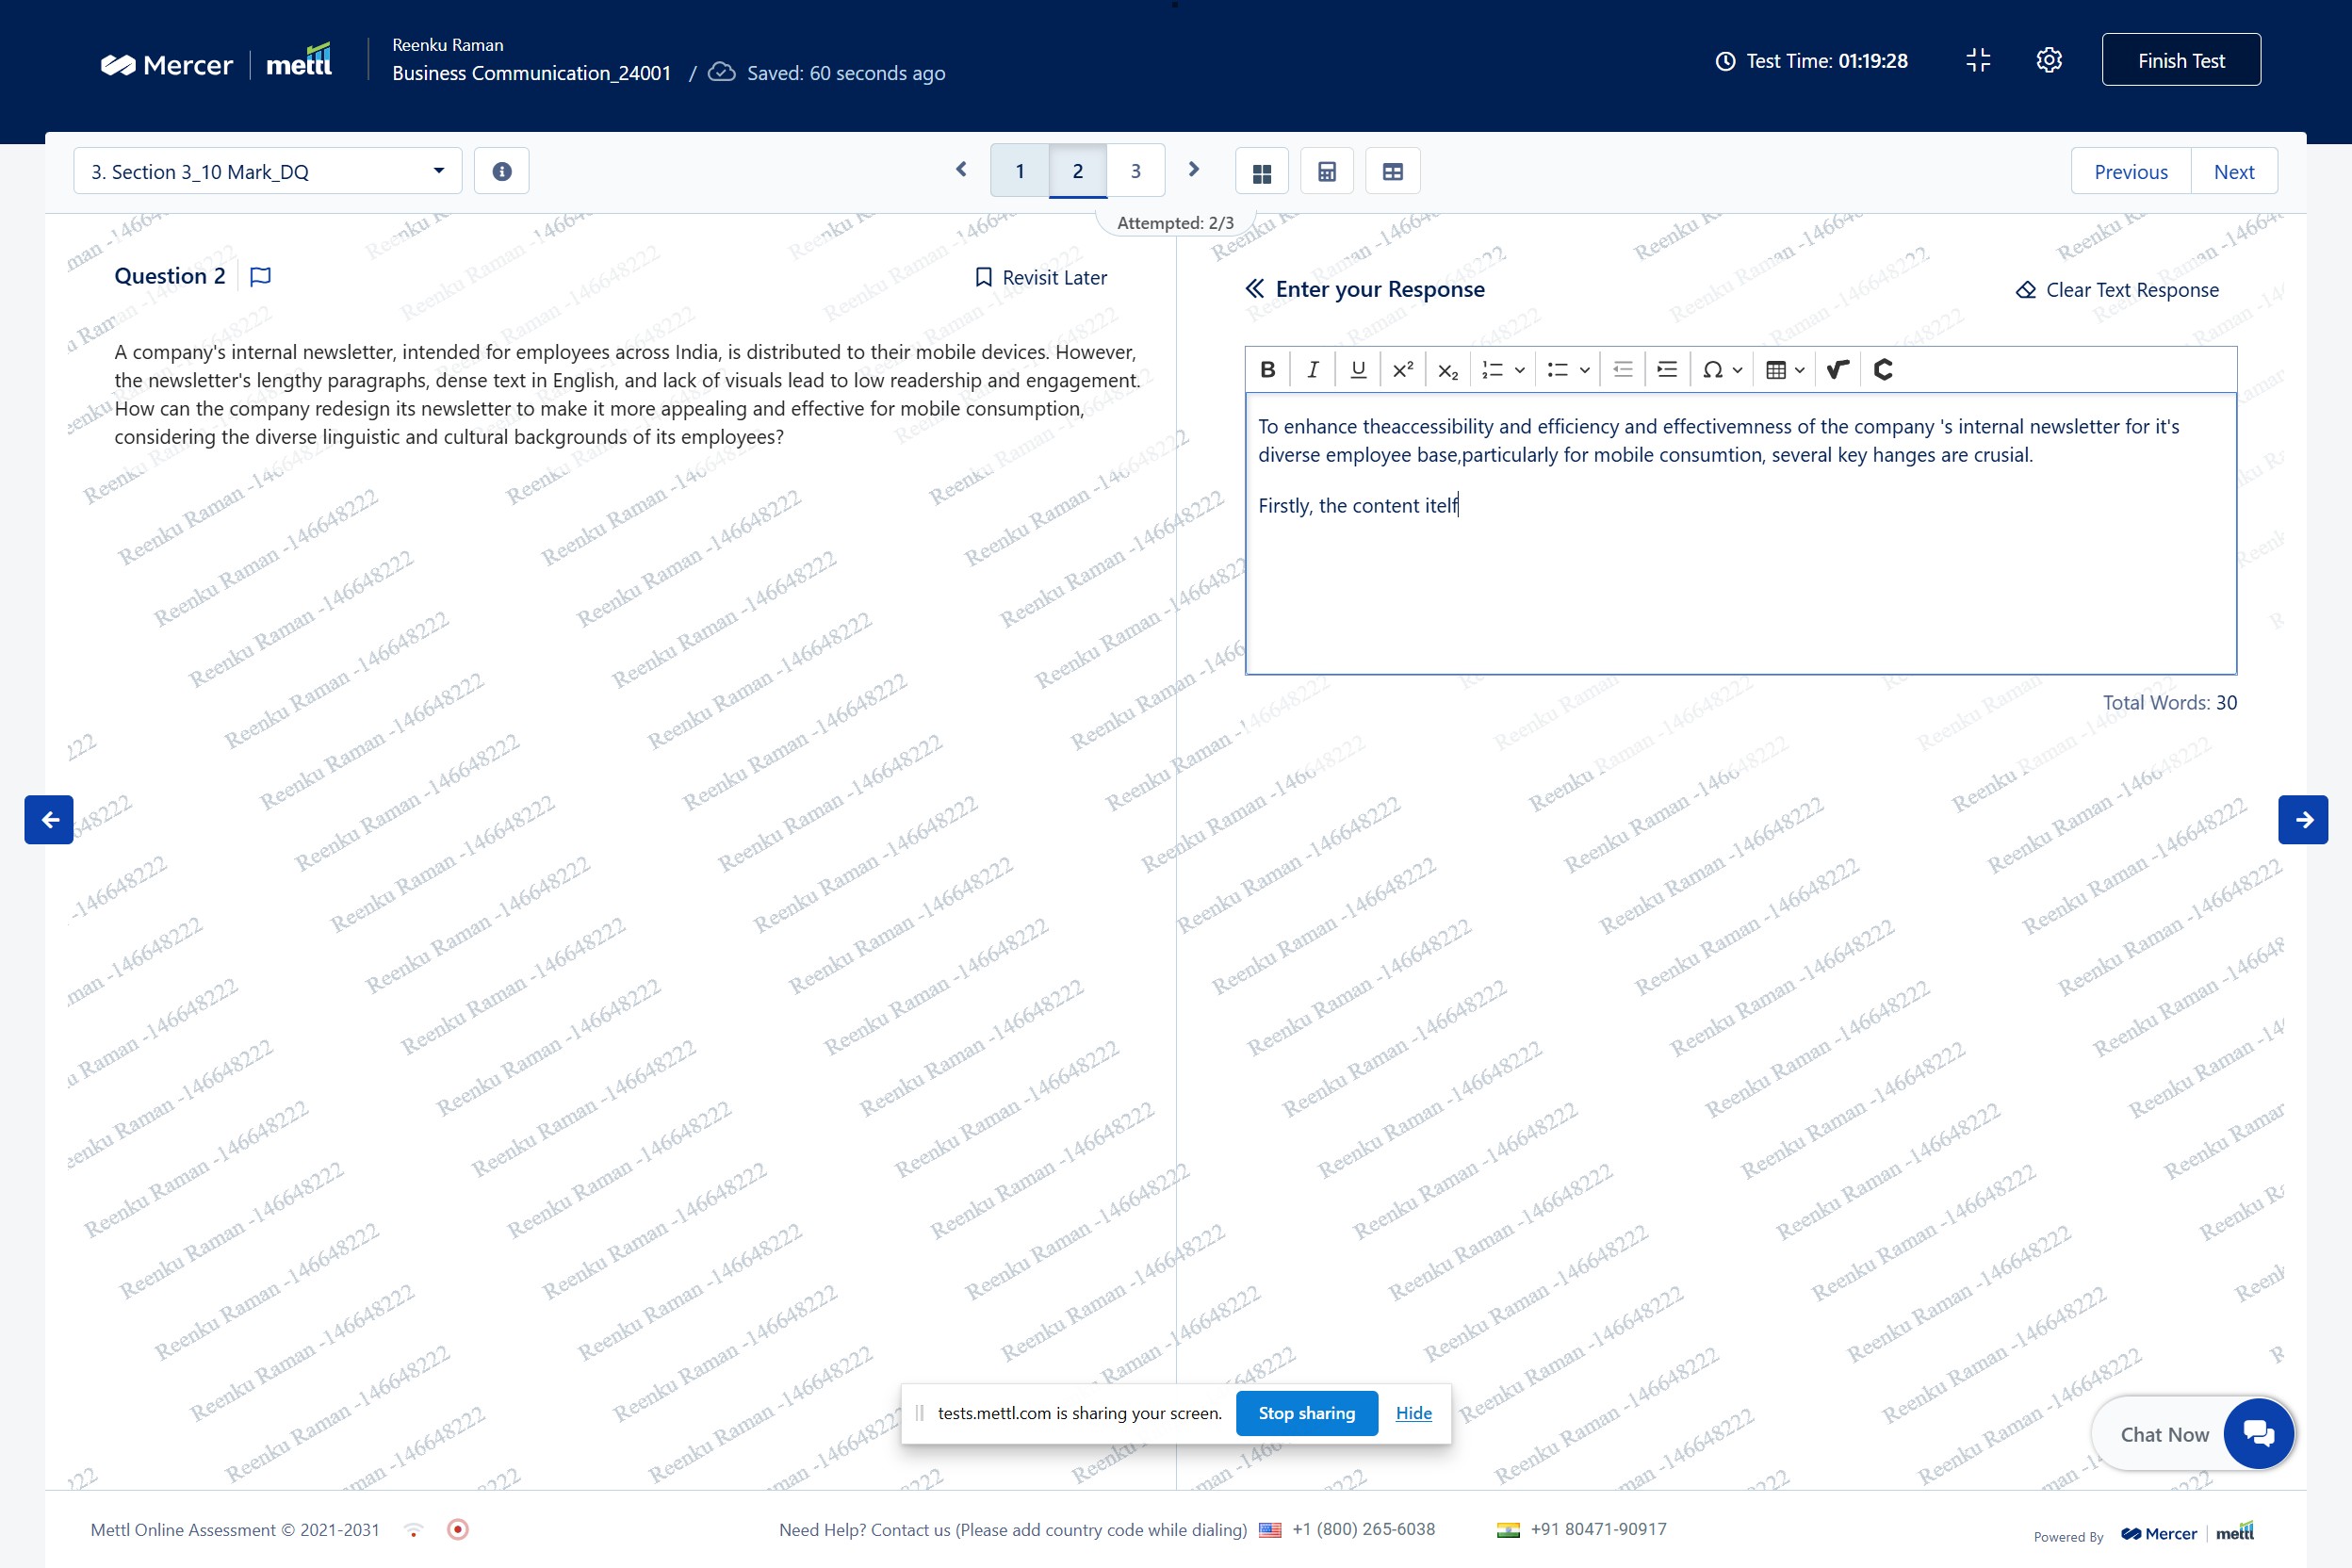 Mercer | mettl
Reenku Raman
Business Communication_24001 / Saved: 60 seconds ago
Test Time: 01:19:28
Finish Test
3. Section 3_10 Mark_DQ
1 2 3
Previous Next
Attempted: 2/3
Question 2
Revisit Later
A company's internal newsletter, intended for employees across India, is distributed to their mobile devices. However,
the newsletter's lengthy paragraphs, dense text in English, and lack of visuals lead to low readership and engagement.
How can the company redesign its newsletter to make it more appealing and effective for mobile consumption,
considering the diverse linguistic and cultural backgrounds of its employees?
Enter your Response
Clear Text Response
To enhance theaccessibility and efficiency and effectivemness of the company 's internal newsletter for it's
diverse employee base,particularly for mobile consumtion, several key hanges are crusial.
Firstly, the content itelf
Total Words: 30
Reenku Raman -146648222
tests.mettl.com is sharing your screen.
Stop sharing
Hide
Chat Now
Mettl Online Assessment © 2021-2031
Need Help? Contact us (Please add country code while dialing) +1 (800) 265-6038 +91 80471-90917
Powered By Mercer | mettl